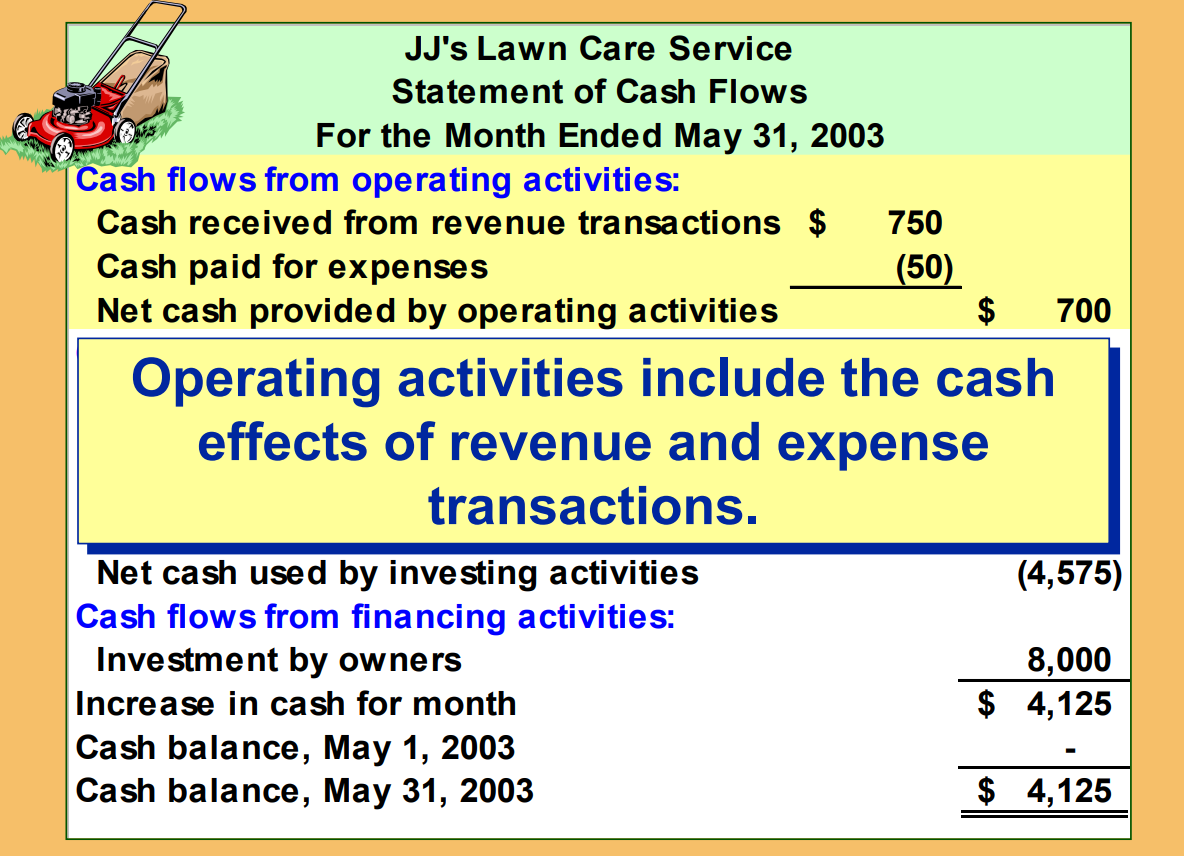 JJ's Lawn Care Service
Statement of Cash Flows
For the Month Ended May 31, 2003
Cash flows from operating activities:
Cash received from revenue transactions $ 750
Cash paid for expenses (50)
Net cash provided by operating activities $ 700
Operating activities include the cash
effects of revenue and expense
transactions.
Net cash used by investing activities (4,575)
Cash flows from financing activities:
Investment by owners 8,000
Increase in cash for month $ 4,125
Cash balance, May 1, 2003 -
Cash balance, May 31, 2003 $ 4,125